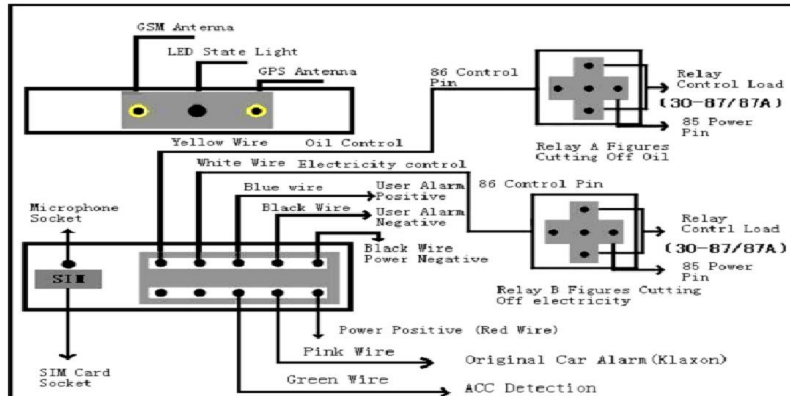 GSM Antenna
LED State Light
GPS Antenna
86 Control
Pin
Relay
Control Load
(30-87/87A)
85 Power
Pin
Relay A Figures
Cutting Off Oil
Yellow Wire Oil Control
White Wire Electricity control
Blue wire
User Alarm
Positive
Black Wire
User Alarm
Negative
Black Wire
Power Negative
86 Control Pin
Relay
Contrl Load
(30-87/87A)
85 Power
Pin
Relay B Figures Cutting
Off electricity
Microphone
Socket
SIM
SIM Card
Socket
Power Positive (Red Wire)
Pink Wire
Original Car Alarm(Klaxon)
Green Wire
ACC Detection